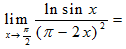 lim x→π/2 ln sin x / (π − 2x)² =